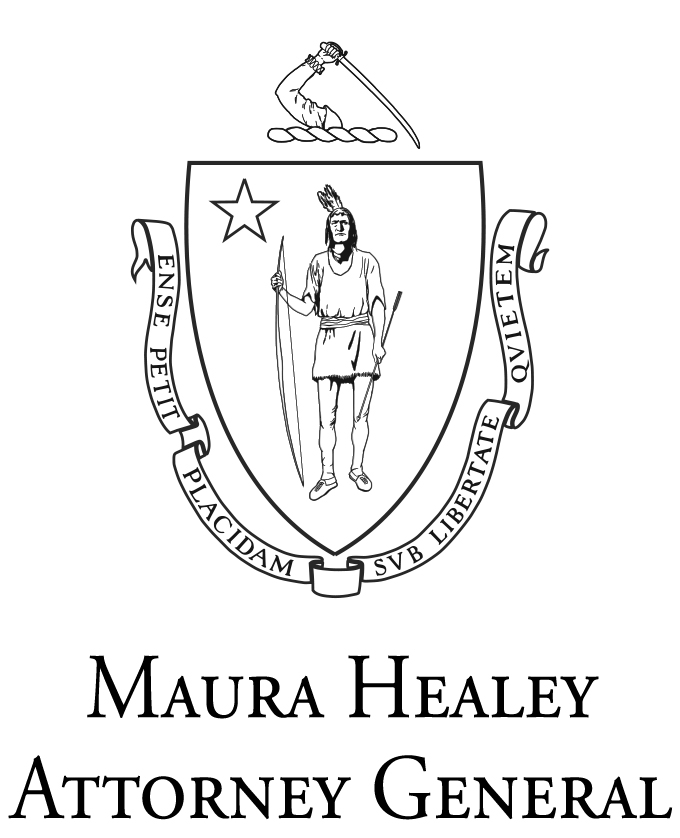 ENSE PETIT PLACIDAM SVB LIBERTATE QVIETEM
Maura Healey
Attorney General